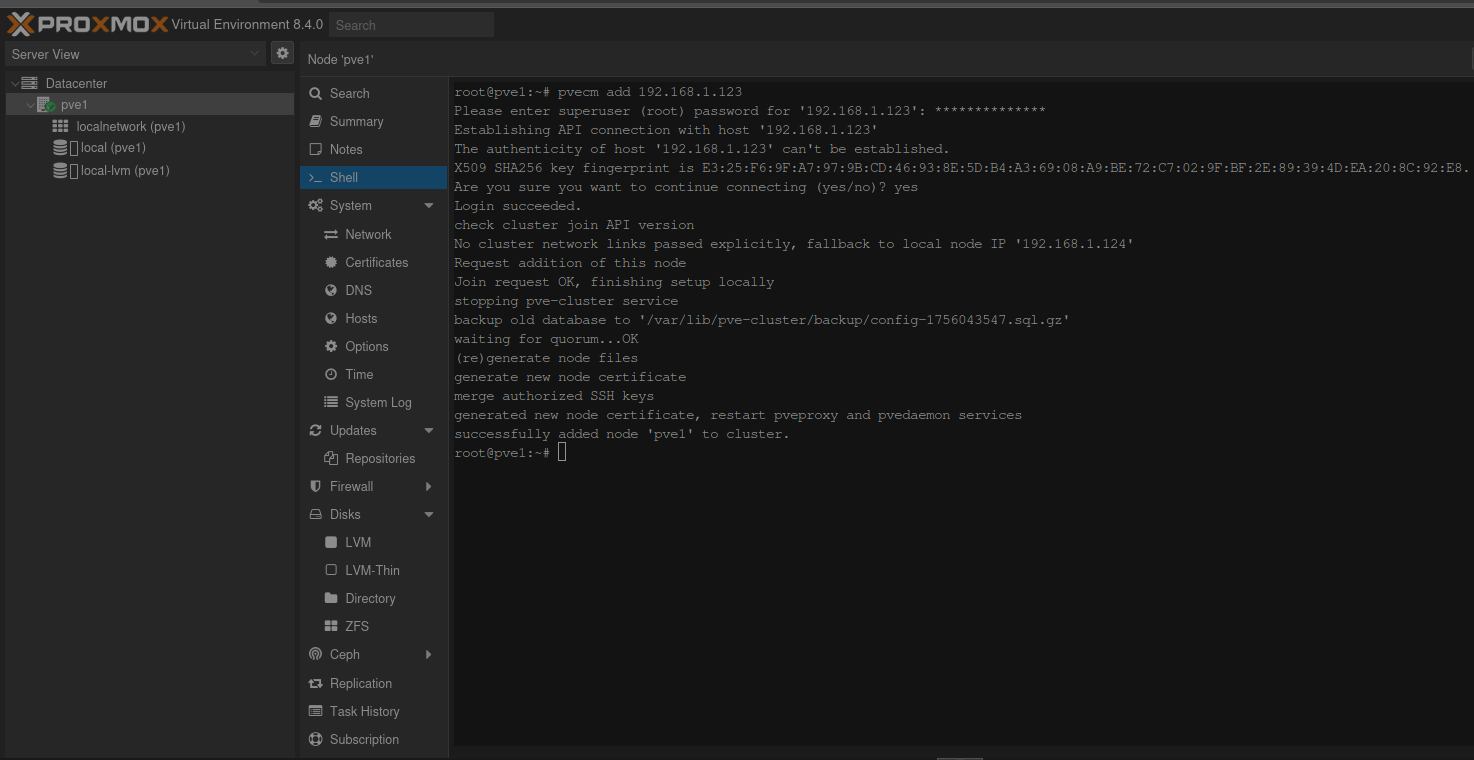 PROXMOX Virtual Environment 8.4.0 Search
Server View
Node 'pve1'
Datacenter
pve1
localnetwork (pve1)
local (pve1)
local-lvm (pve1)
Search
Summary
Notes
Shell
System
Network
Certificates
DNS
Hosts
Options
Time
System Log
Updates
Repositories
Firewall
Disks
LVM
LVM-Thin
Directory
ZFS
Ceph
Replication
Task History
Subscription
root@pve1:~# pvecm add 192.168.1.123
Please enter superuser (root) password for '192.168.1.123': **************
Establishing API connection with host '192.168.1.123'
The authenticity of host '192.168.1.123' can't be established.
X509 SHA256 key fingerprint is E3:25:F6:9F:A7:97:9B:CD:46:93:8E:5D:B4:A3:69:08:A9:BE:72:C7:02:9F:BF:2E:89:39:4D:EA:20:8C:92:E8.
Are you sure you want to continue connecting (yes/no)? yes
Login succeeded.
check cluster join API version
No cluster network links passed explicitly, fallback to local node IP '192.168.1.124'
Request addition of this node
Join request OK, finishing setup locally
stopping pve-cluster service
backup old database to '/var/lib/pve-cluster/backup/config-1756043547.sql.gz'
waiting for quorum...OK
(re)generate node files
generate new node certificate
merge authorized SSH keys
generated new node certificate, restart pveproxy and pvedaemon services
successfully added node 'pve1' to cluster.
root@pve1:~#